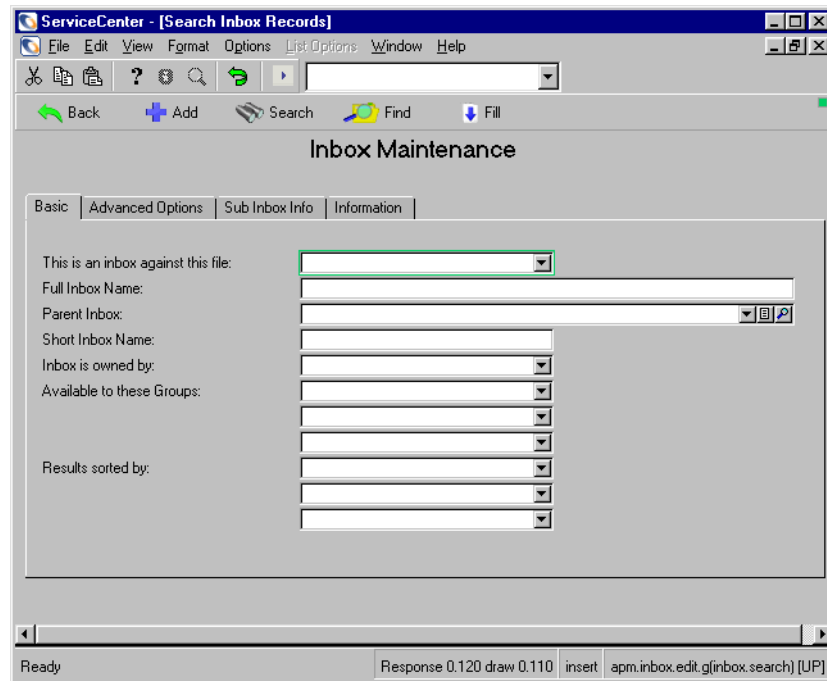 ServiceCenter - [Search Inbox Records]
File Edit View Format Options List Options Window Help
?
Back Add Search Find Fill
Inbox Maintenance
Basic Advanced Options Sub Inbox Info Information
This is an inbox against this file:
Full Inbox Name:
Parent Inbox:
Short Inbox Name:
Inbox is owned by:
Available to these Groups:
Results sorted by:
Ready Response 0.120 draw 0.110 insert apm.inbox.edit.g(inbox.search) [UP]